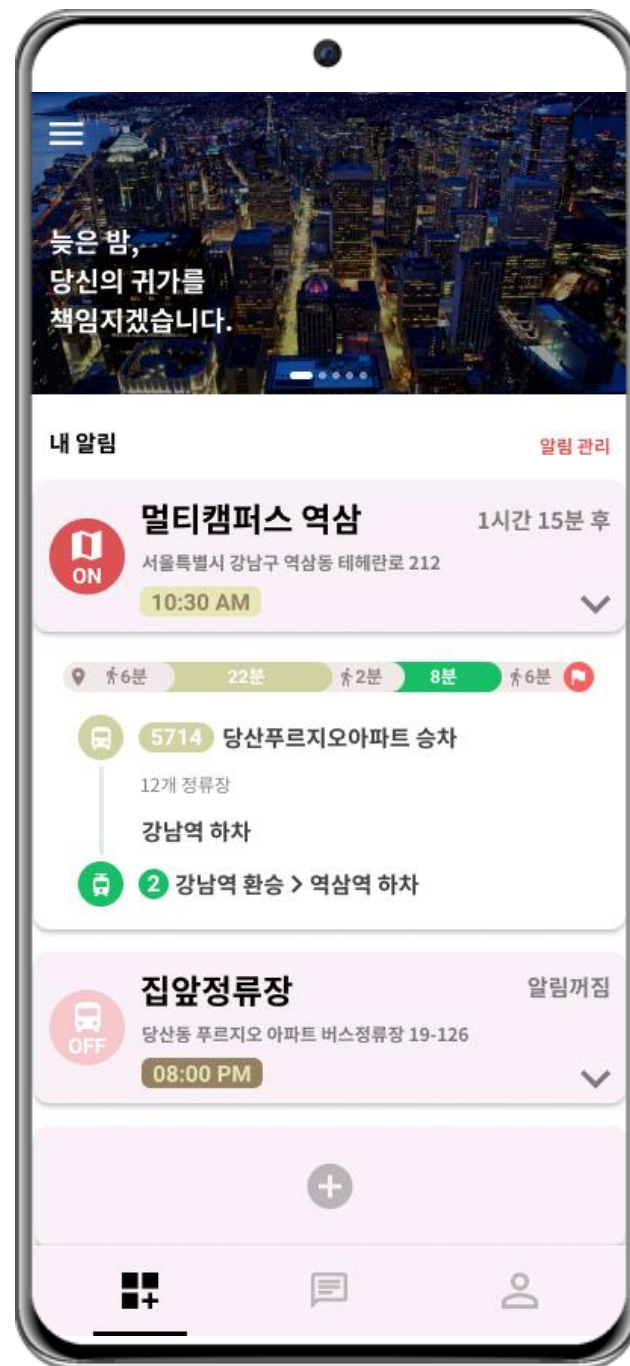 늦은 밤,
당신의 귀가를
책임지겠습니다.
내 알림
알림 관리
멀티캠퍼스 역삼
1시간 15분 후
ON
서울특별시 강남구 역삼동 테헤란로 212
10:30 AM
6분 22분 2분 8분 6분
5714 당산푸르지오아파트 승차
12개 정류장
강남역 하차
2 강남역 환승 > 역삼역 하차
집앞정류장
알림꺼짐
OFF
당산동 푸르지오 아파트 버스정류장 19-126
08:00 PM